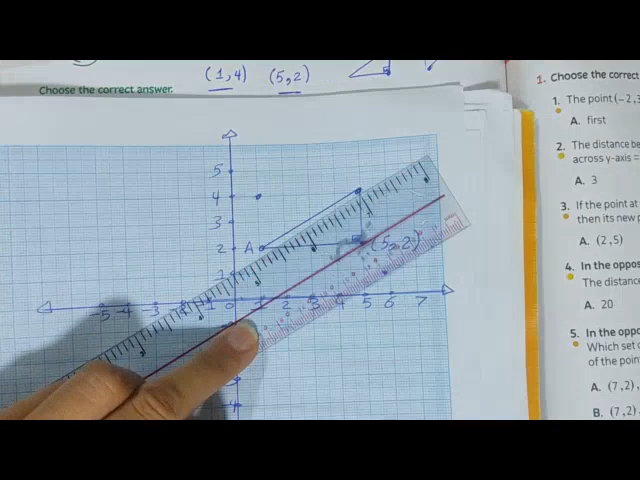 (1,4) (5,2)
Choose the correct answer.
5
4
3
A 2
(5,2)
1
-5 -4 -3 -1 0 1 2 3 4 5 6 7
4
1. Choose the correct
1. The point (-2,3
A. first
2. The distance be
across y-axis =
A. 3
3. If the point at
then its new p
A. (2,5)
4. In the oppos
The distanc
A. 20
5. In the oppo
Which set o
of the point
A. (7,2),
B. (7,2)